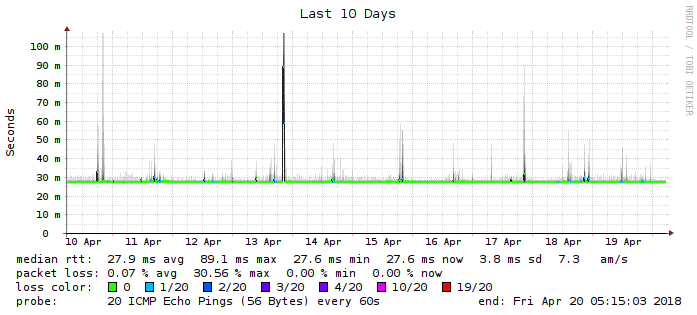 Last 10 Days
RRDTOOL / TOBI OETIKER
Seconds
100 m
90 m
80 m
70 m
60 m
50 m
40 m
30 m
20 m
10 m
0
10 Apr 11 Apr 12 Apr 13 Apr 14 Apr 15 Apr 16 Apr 17 Apr 18 Apr 19 Apr
median rtt: 27.9 ms avg 89.1 ms max 27.6 ms min 27.6 ms now 3.8 ms sd 7.3 am/s
packet loss: 0.07 % avg 30.56 % max 0.00 % min 0.00 % now
loss color: 0 1/20 2/20 3/20 4/20 10/20 19/20
probe: 20 ICMP Echo Pings (56 Bytes) every 60s end: Fri Apr 20 05:15:03 2018